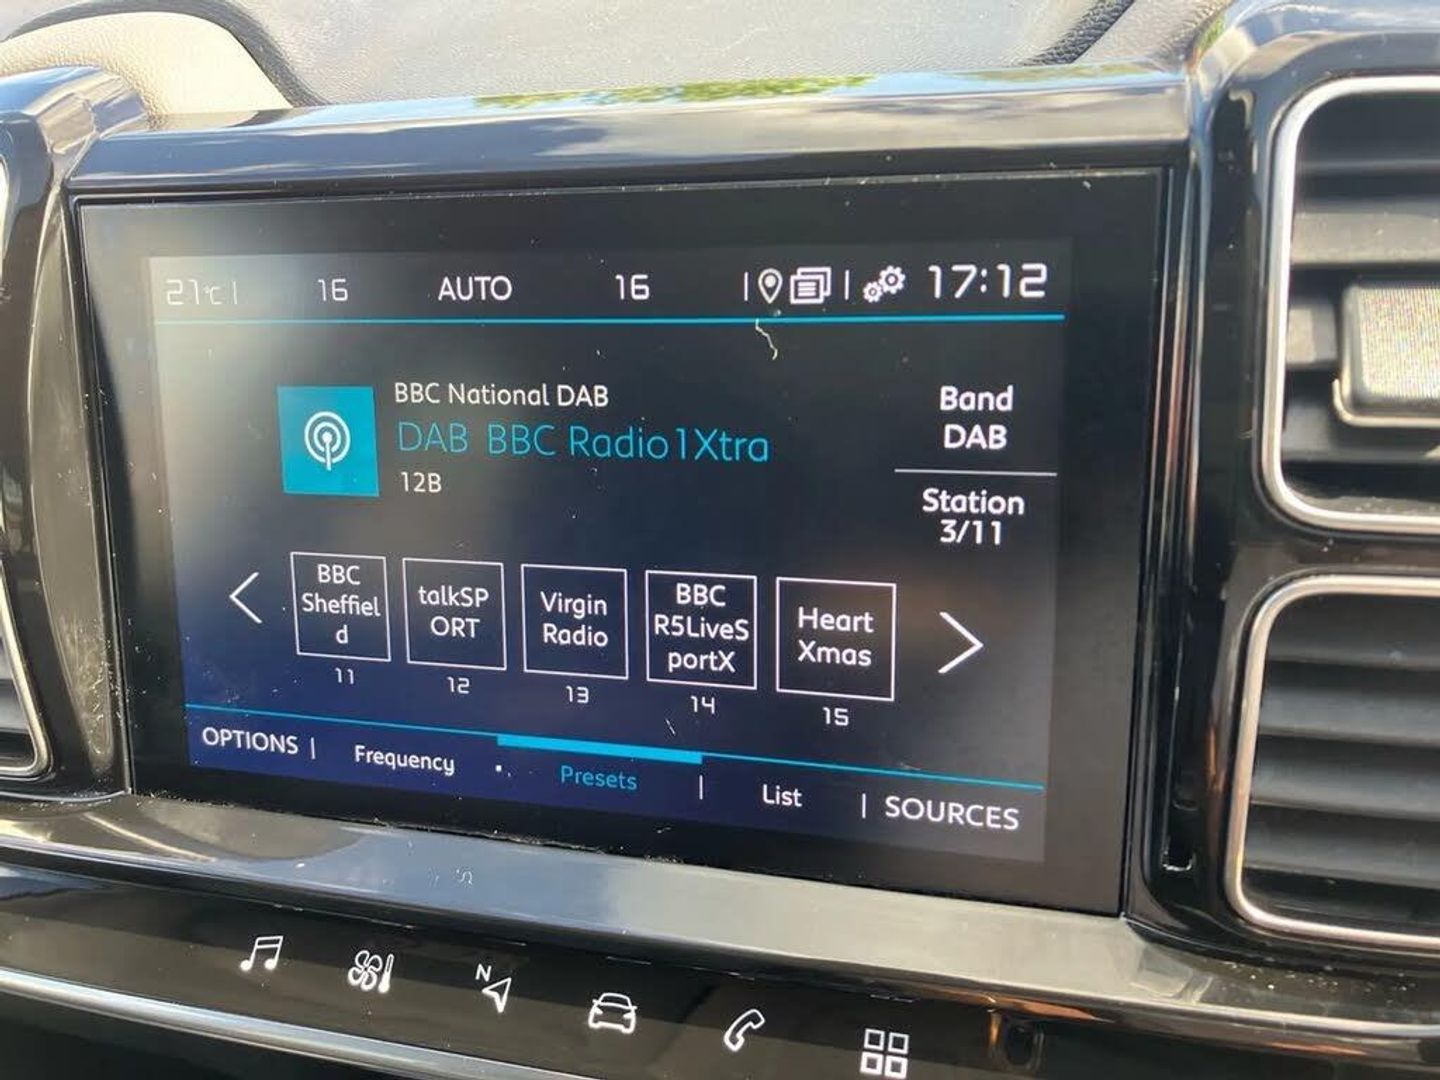 21°C | 16 AUTO 16 | | 17:12
BBC National DAB
DAB BBC Radio1Xtra
12B
Band
DAB
Station
3/11
BBC
Sheffiel
d
11
talkSP
ORT
12
Virgin
Radio
13
BBC
R5LiveS
portX
14
Heart
Xmas
15
OPTIONS | Frequency Presets | List | SOURCES
N